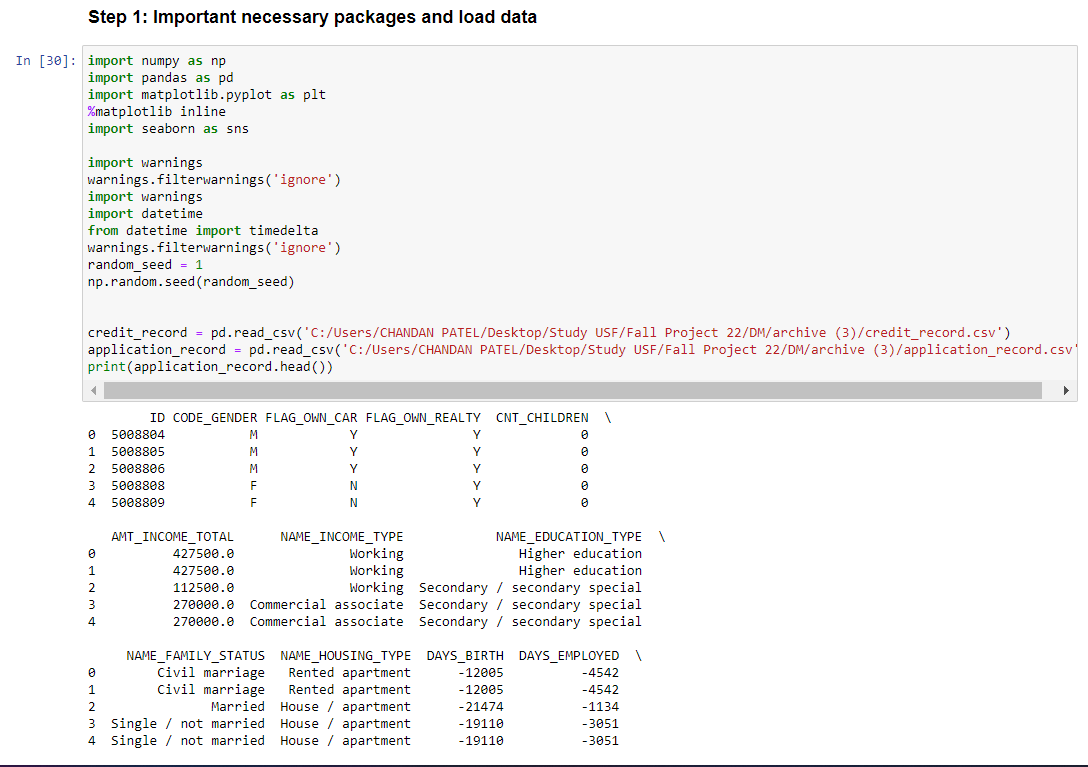 Step 1: Important necessary packages and load data
In [30]: import numpy as np
import pandas as pd
import matplotlib.pyplot as plt
%matplotlib inline
import seaborn as sns
import warnings
warnings.filterwarnings('ignore')
import warnings
import datetime
from datetime import timedelta
warnings.filterwarnings('ignore')
random_seed = 1
np.random.seed(random_seed)
credit_record = pd.read_csv('C:/Users/CHANDAN PATEL/Desktop/Study USF/Fall Project 22/DM/archive (3)/credit_record.csv')
application_record = pd.read_csv('C:/Users/CHANDAN PATEL/Desktop/Study USF/Fall Project 22/DM/archive (3)/application_record.csv'
print(application_record.head())
ID CODE_GENDER FLAG_OWN_CAR FLAG_OWN_REALTY CNT_CHILDREN \
0 5008804 M Y Y 0
1 5008805 M Y Y 0
2 5008806 M Y Y 0
3 5008808 F N Y 0
4 5008809 F N Y 0
AMT_INCOME_TOTAL NAME_INCOME_TYPE NAME_EDUCATION_TYPE \
0 427500.0 Working Higher education
1 427500.0 Working Higher education
2 112500.0 Working Secondary / secondary special
3 270000.0 Commercial associate Secondary / secondary special
4 270000.0 Commercial associate Secondary / secondary special
NAME_FAMILY_STATUS NAME_HOUSING_TYPE DAYS_BIRTH DAYS_EMPLOYED \
0 Civil marriage Rented apartment -12005 -4542
1 Civil marriage Rented apartment -12005 -4542
2 Married House / apartment -21474 -1134
3 Single / not married House / apartment -19110 -3051
4 Single / not married House / apartment -19110 -3051